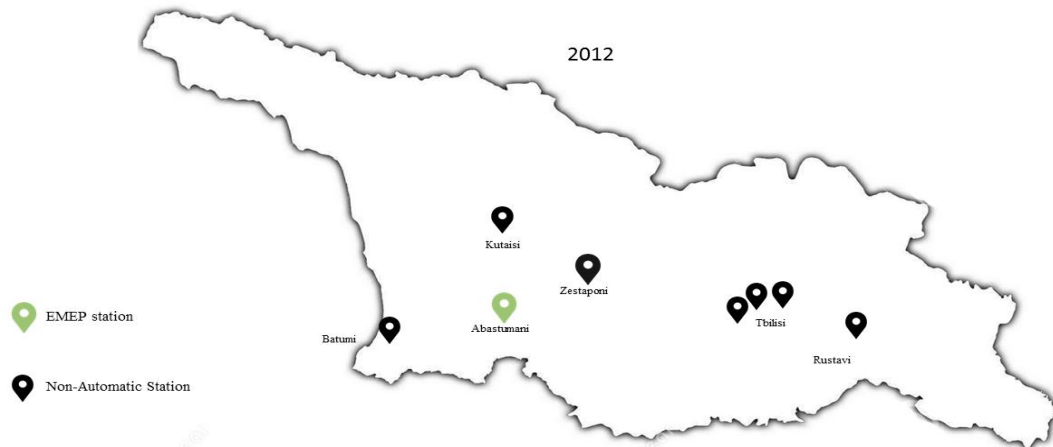 2012
Kutaisi
Zestaponi
EMEP station
Abastumani
Tbilisi
Batumi
Rustavi
Non-Automatic Station